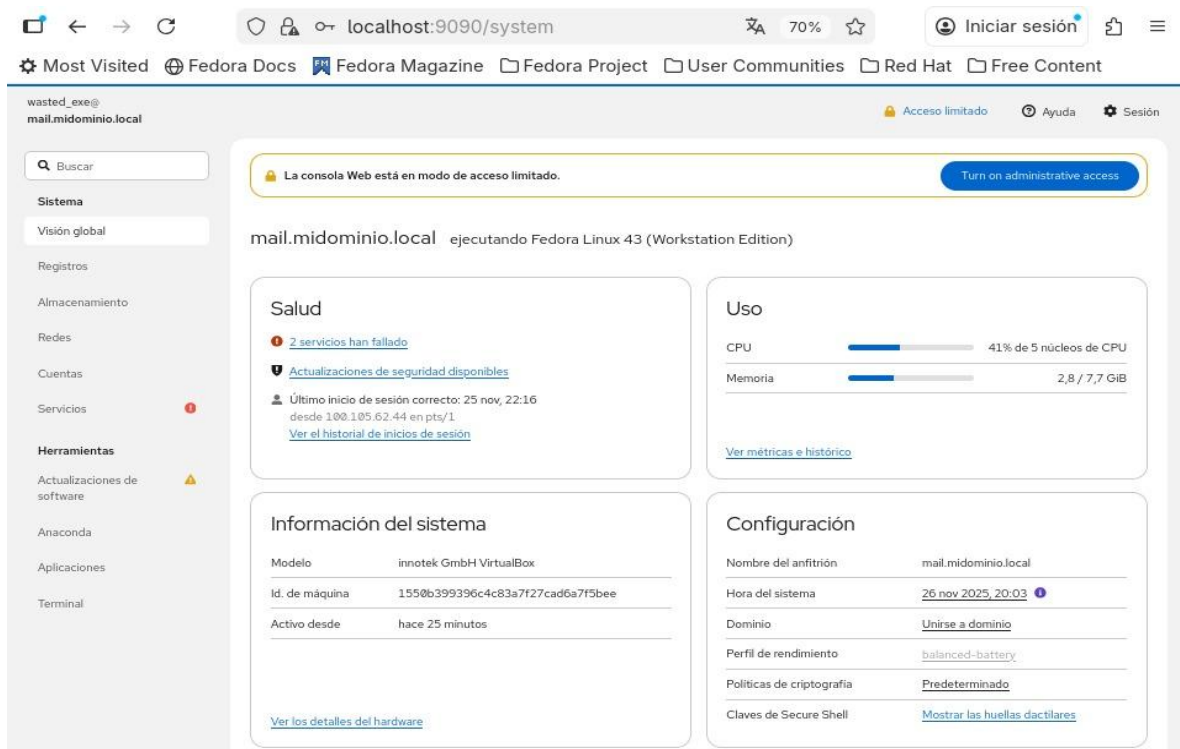 localhost:9090/system
70%
Iniciar sesión
Most Visited
Fedora Docs
Fedora Magazine
Fedora Project
User Communities
Red Hat
Free Content
wasted_exe@
mail.midominio.local
Acceso limitado
Ayuda
Sesión
Buscar
Sistema
Visión global
Registros
Almacenamiento
Redes
Cuentas
Servicios
Herramientas
Actualizaciones de
software
Anaconda
Aplicaciones
Terminal
La consola Web está en modo de acceso limitado.
Turn on administrative access
mail.midominio.local ejecutando Fedora Linux 43 (Workstation Edition)
Salud
2 servicios han fallado
Actualizaciones de seguridad disponibles
Último inicio de sesión correcto: 25 nov, 22:16
desde 100.105.62.44 en pts/1
Ver el historial de inicios de sesión
Uso
CPU 41% de 5 núcleos de CPU
Memoria 2,8 / 7,7 GiB
Ver métricas e histórico
Información del sistema
Modelo innotek GmbH VirtualBox
Id. de máquina 1550b399396c4c83a7f27cad6a7f5bee
Activo desde hace 25 minutos
Ver los detalles del hardware
Configuración
Nombre del anfitrión mail.midominio.local
Hora del sistema 26 nov 2025, 20:03
Dominio Unirse a dominio
Perfil de rendimiento balanced-battery
Políticas de criptografía Predeterminado
Claves de Secure Shell Mostrar las huellas dactilares